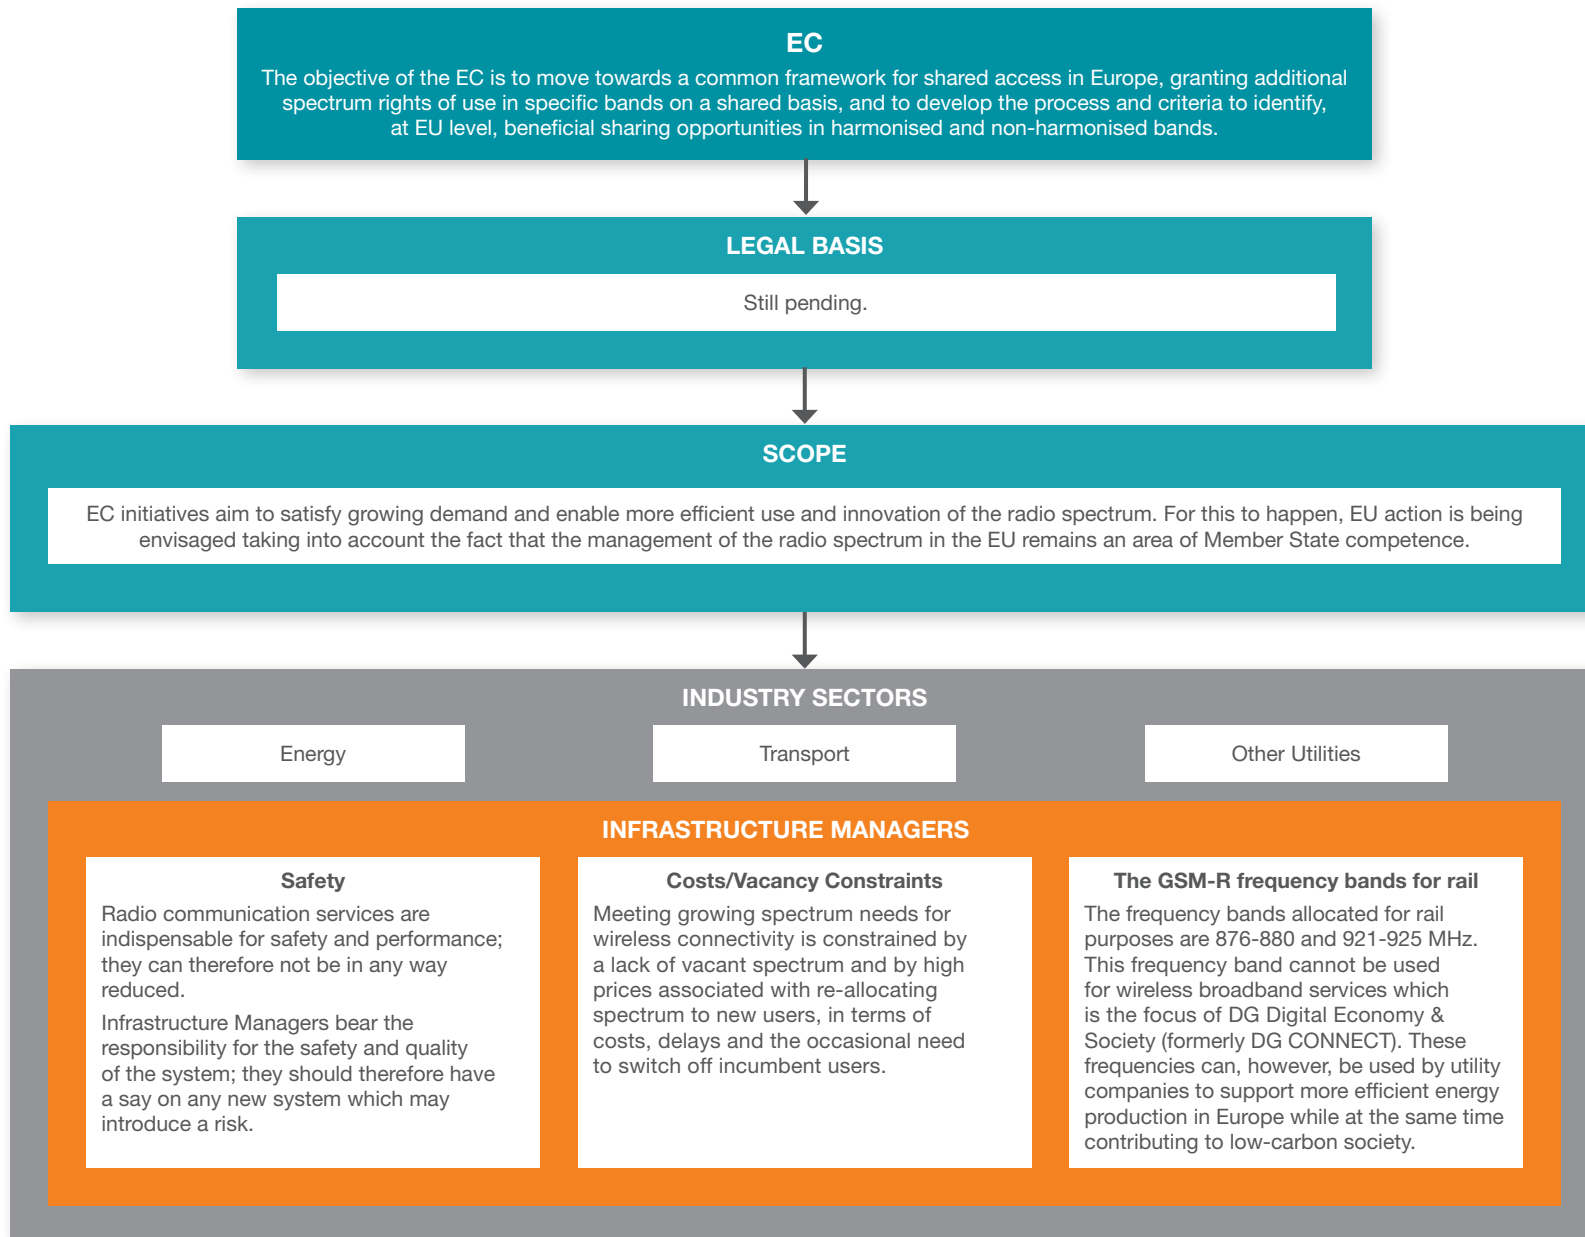 EC
The objective of the EC is to move towards a common framework for shared access in Europe, granting additional
spectrum rights of use in specific bands on a shared basis, and to develop the process and criteria to identify,
at EU level, beneficial sharing opportunities in harmonised and non-harmonised bands.
LEGAL BASIS
Still pending.
SCOPE
EC initiatives aim to satisfy growing demand and enable more efficient use and innovation of the radio spectrum. For this to happen, EU action is being
envisaged taking into account the fact that the management of the radio spectrum in the EU remains an area of Member State competence.
INDUSTRY SECTORS
Energy
Transport
Other Utilities
INFRASTRUCTURE MANAGERS
Safety
Radio communication services are
indispensable for safety and performance;
they can therefore not be in any way
reduced.
Infrastructure Managers bear the
responsibility for the safety and quality
of the system; they should therefore have
a say on any new system which may
introduce a risk.
Costs/Vacancy Constraints
Meeting growing spectrum needs for
wireless connectivity is constrained by
a lack of vacant spectrum and by high
prices associated with re-allocating
spectrum to new users, in terms of
costs, delays and the occasional need
to switch off incumbent users.
The GSM-R frequency bands for rail
The frequency bands allocated for rail
purposes are 876-880 and 921-925 MHz.
This frequency band cannot be used
for wireless broadband services which
is the focus of DG Digital Economy &
Society (formerly DG CONNECT). These
frequencies can, however, be used by utility
companies to support more efficient energy
production in Europe while at the same time
contributing to low-carbon society.